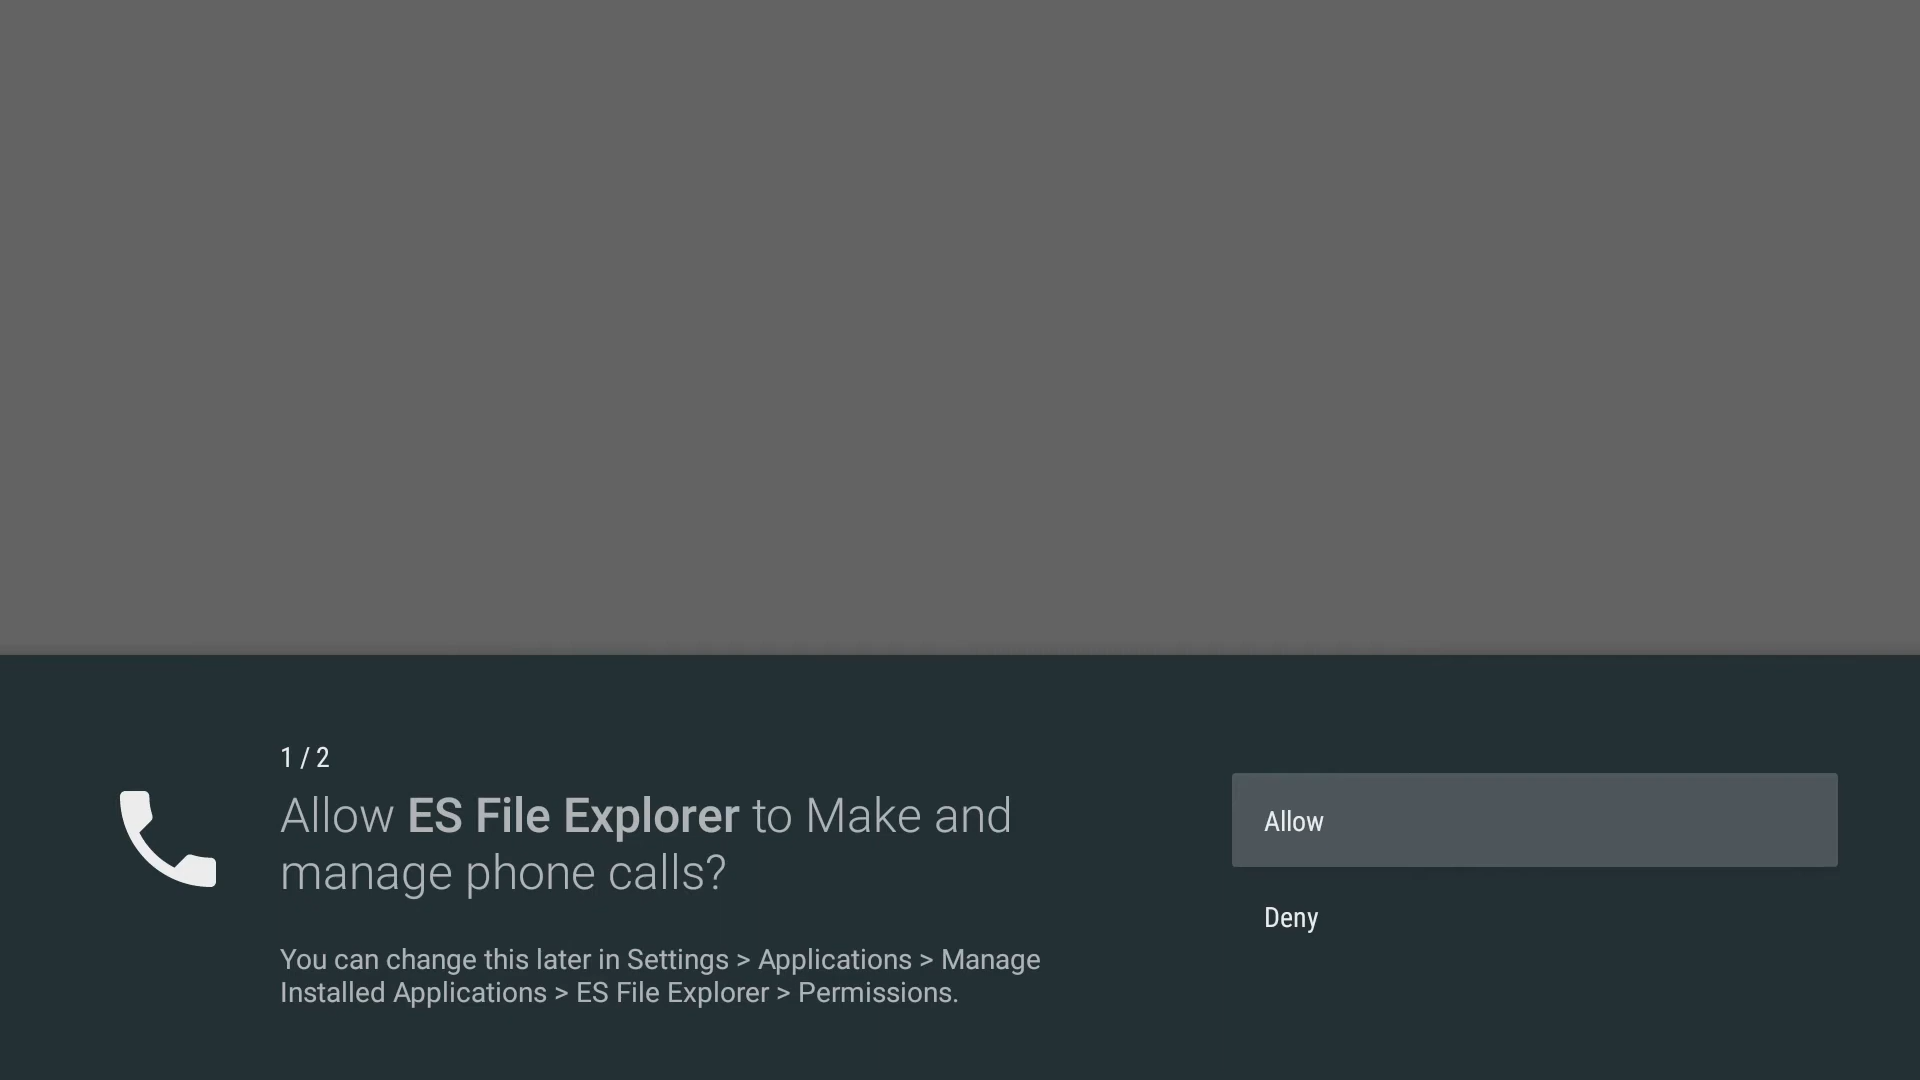 1 / 2
Allow ES File Explorer to Make and
manage phone calls?
You can change this later in Settings > Applications > Manage
Installed Applications > ES File Explorer > Permissions.
Allow
Deny